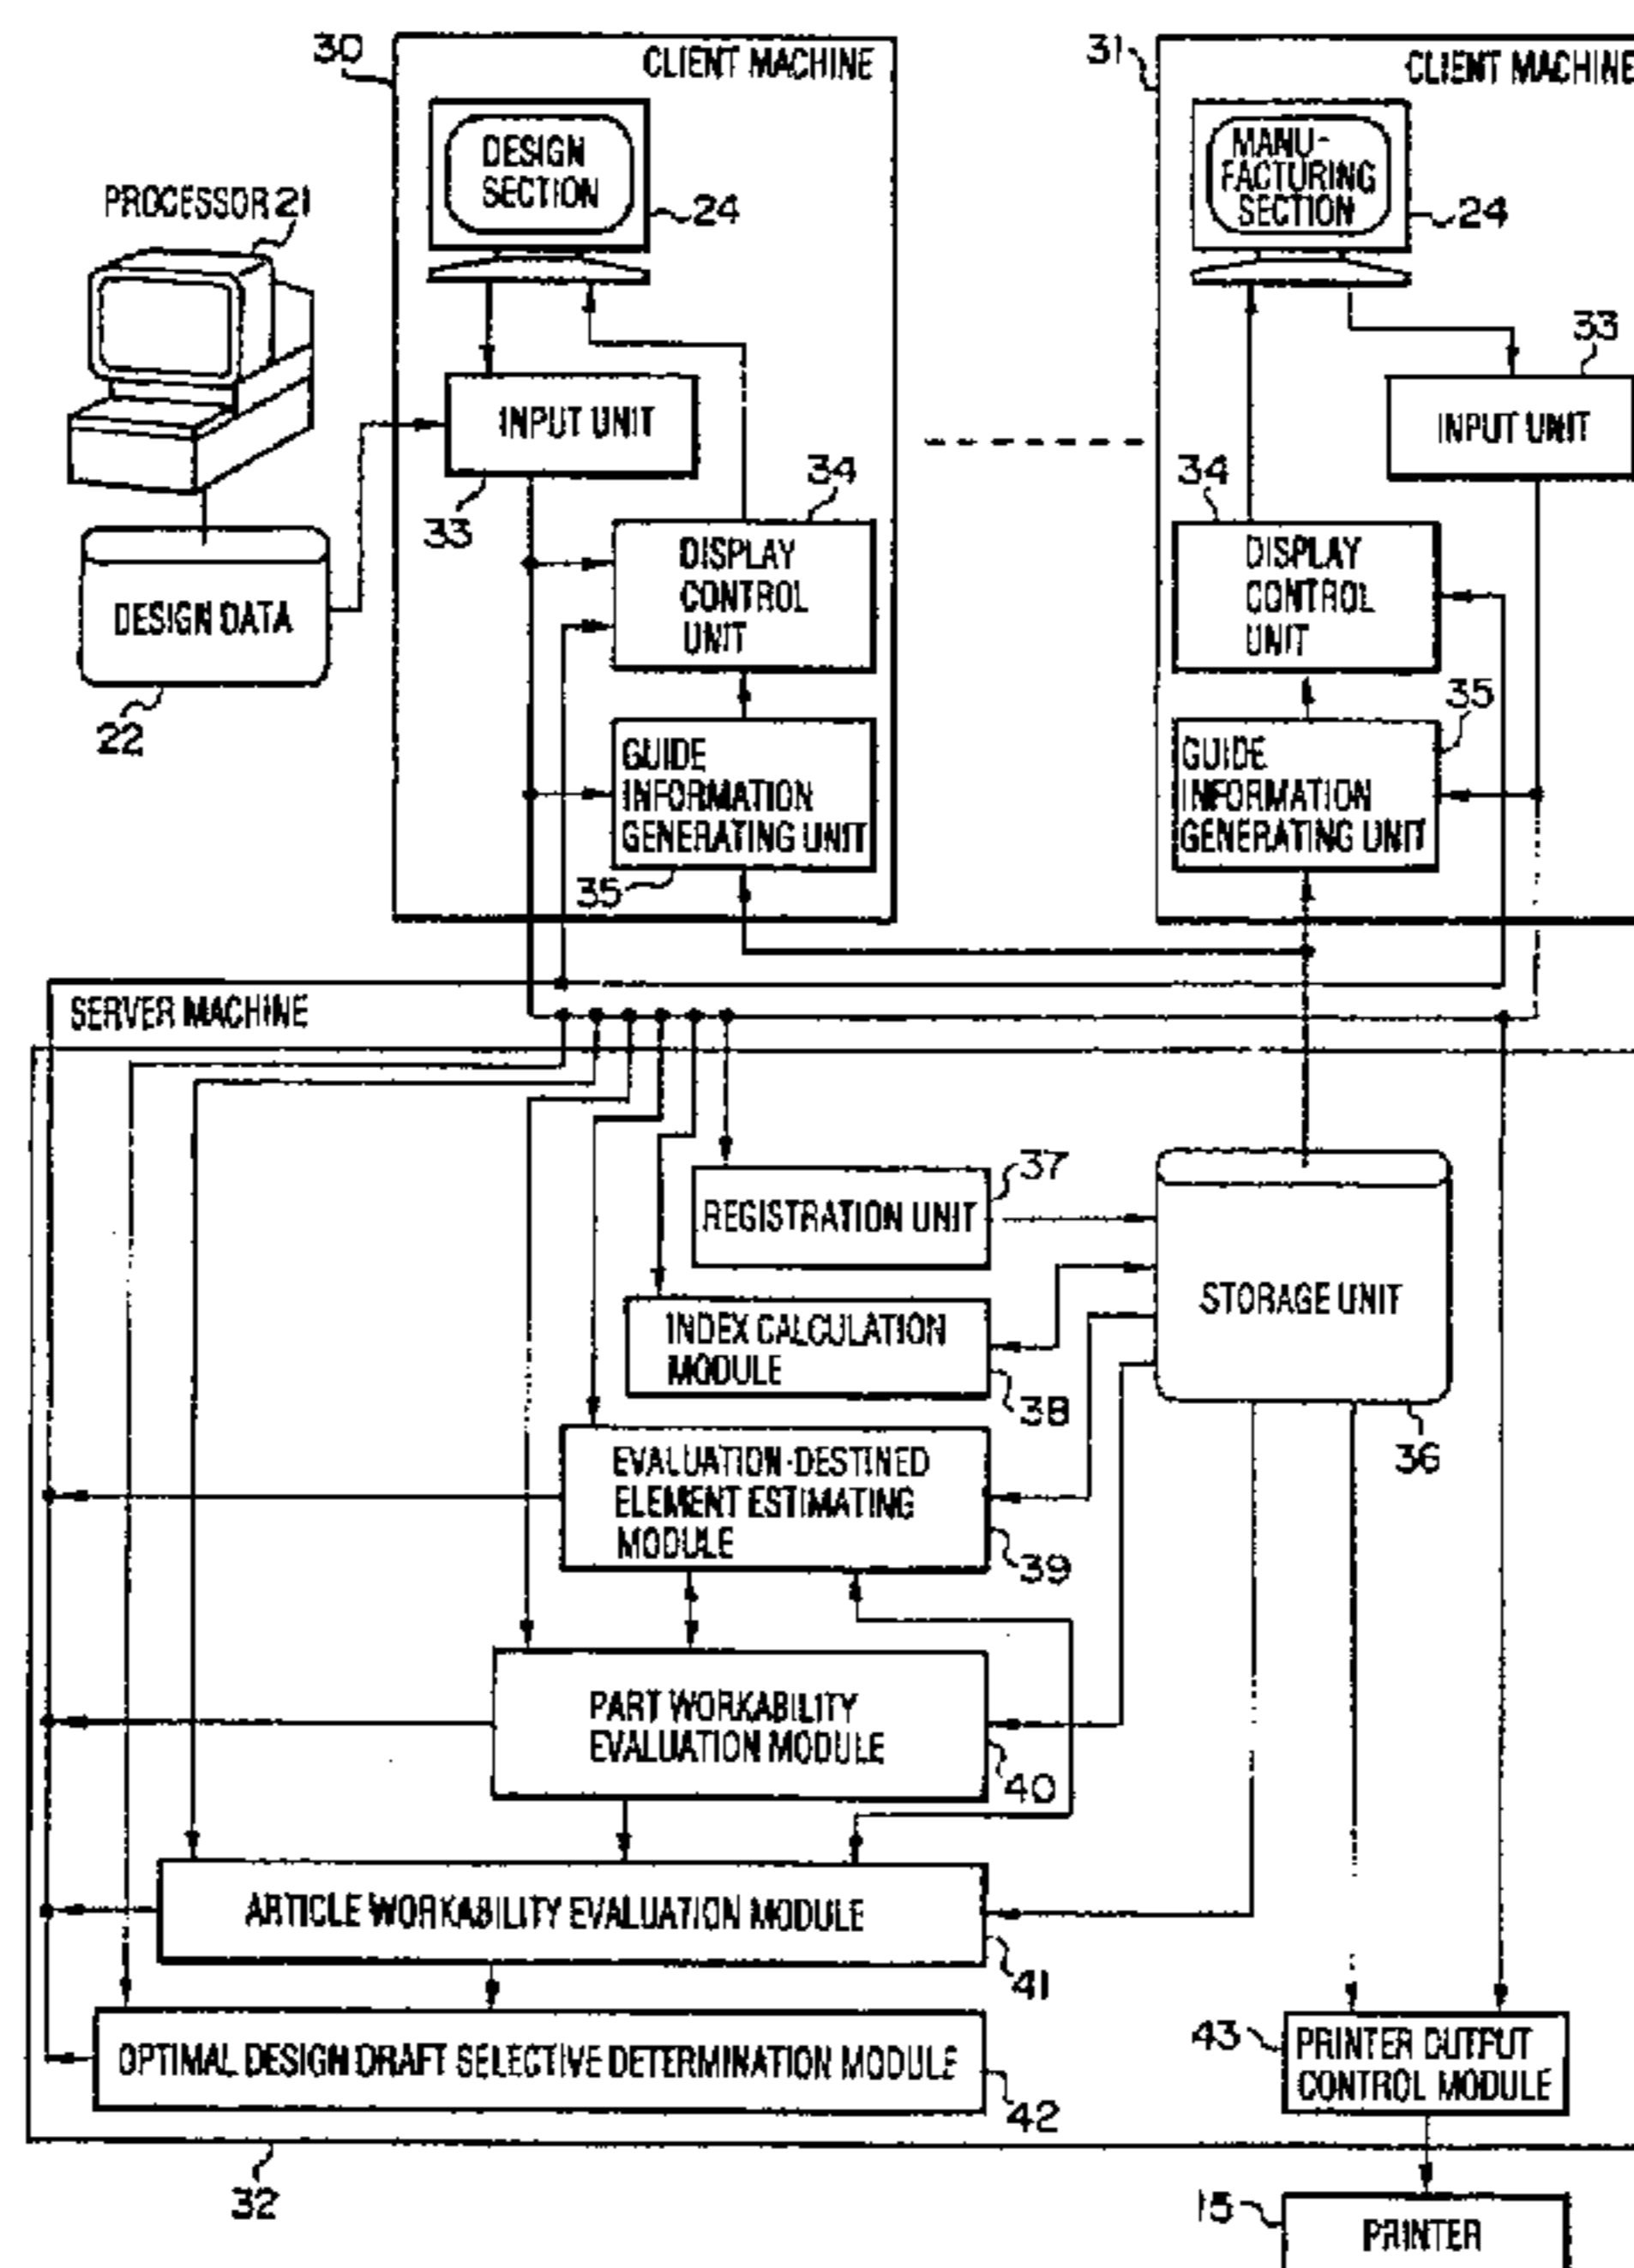 30
CLIENT MACHINE
DESIGN
SECTION
24
PROCESSOR 21
INPUT UNIT
33
34
DISPLAY
CONTROL
UNIT
DESIGN DATA
22
GUIDE
INFORMATION
GENERATING UNIT
35
31
CLIENT MACHINE
MANU-
FACTURING
SECTION
24
33
INPUT UNIT
34
DISPLAY
CONTROL
UNIT
35
GUIDE
INFORMATION
GENERATING UNIT
SERVER MACHINE
37
REGISTRATION UNIT
STORAGE UNIT
36
INDEX CALCULATION
MODULE
38
EVALUATION-DESTINED
ELEMENT ESTIMATING
MODULE
39
PART WORKABILITY
EVALUATION MODULE
40
ARTICLE WORKABILITY EVALUATION MODULE
41
OPTIMAL DESIGN DRAFT SELECTIVE DETERMINATION MODULE
42
43
PRINTER OUTPUT
CONTROL MODULE
32
15
PRINTER